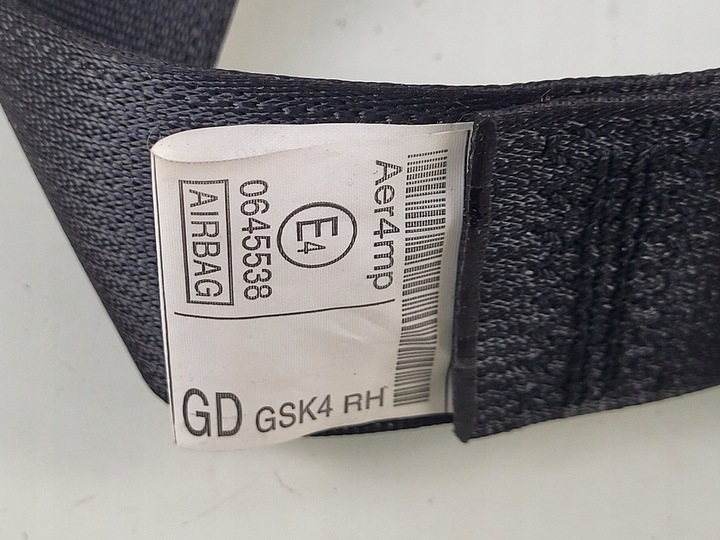 Aer4mp
E4
0645538
AIRBAG
GD GSK4 RH